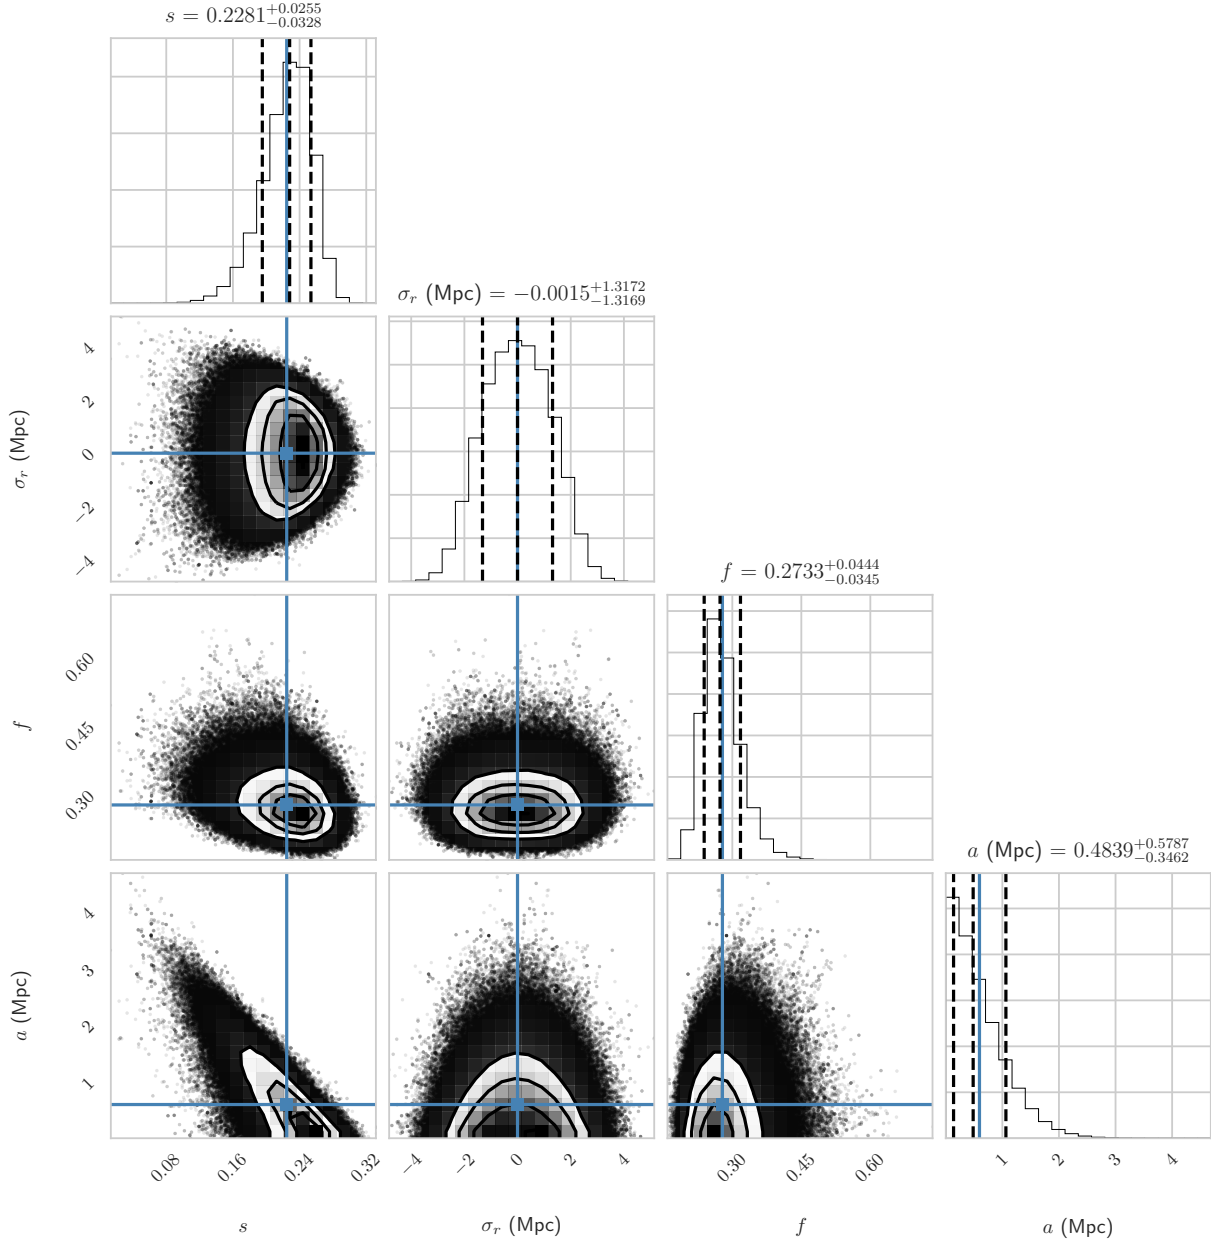 s = 0.2281^{+0.0255}_{-0.0328}
σ_r (Mpc) = −0.0015^{+1.3172}_{-1.3169}
4
2
0
−2
−4
σ_r (Mpc)
f = 0.2733^{+0.0444}_{-0.0345}
0.60
0.45
0.30
f
a (Mpc) = 0.4839^{+0.5787}_{-0.3462}
4
3
2
1
a (Mpc)
0.08 0.16 0.24 0.32 −4 −2 0 2 4 0.30 0.45 0.60 1 2 3 4
s σ_r (Mpc) f a (Mpc)